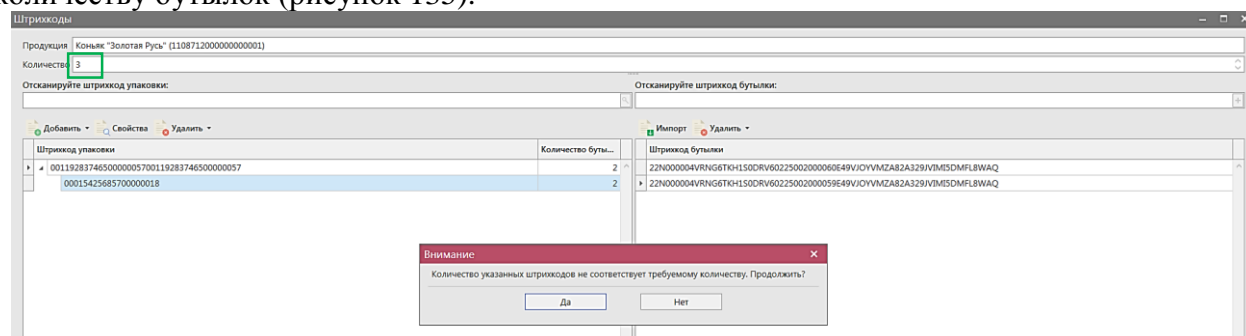 количеству бутылок (рисунок 133).
Штрихкоды
Продукция Коньяк "Золотая Русь" (1108712000000000001)
Количество 3
Отсканируйте штрихкод упаковки: Отсканируйте штрихкод бутылки:
Добавить Свойства Удалить Импорт Удалить
Штрихкод упаковки Количество буты... Штрихкод бутылки
001192837465000000570011928374650000057 2 22N000004VRNG6TKH1S0DRV60225002000060E49VJOYVMZA82A329JVIMI5DMFL8WAQ
00015425685700000018 2 22N000004VRNG6TKH1S0DRV60225002000059E49VJOYVMZA82A329JVIMI5DMFL8WAQ
Внимание
Количество указанных штрихкодов не соответствует требуемому количеству. Продолжить?
Да Нет